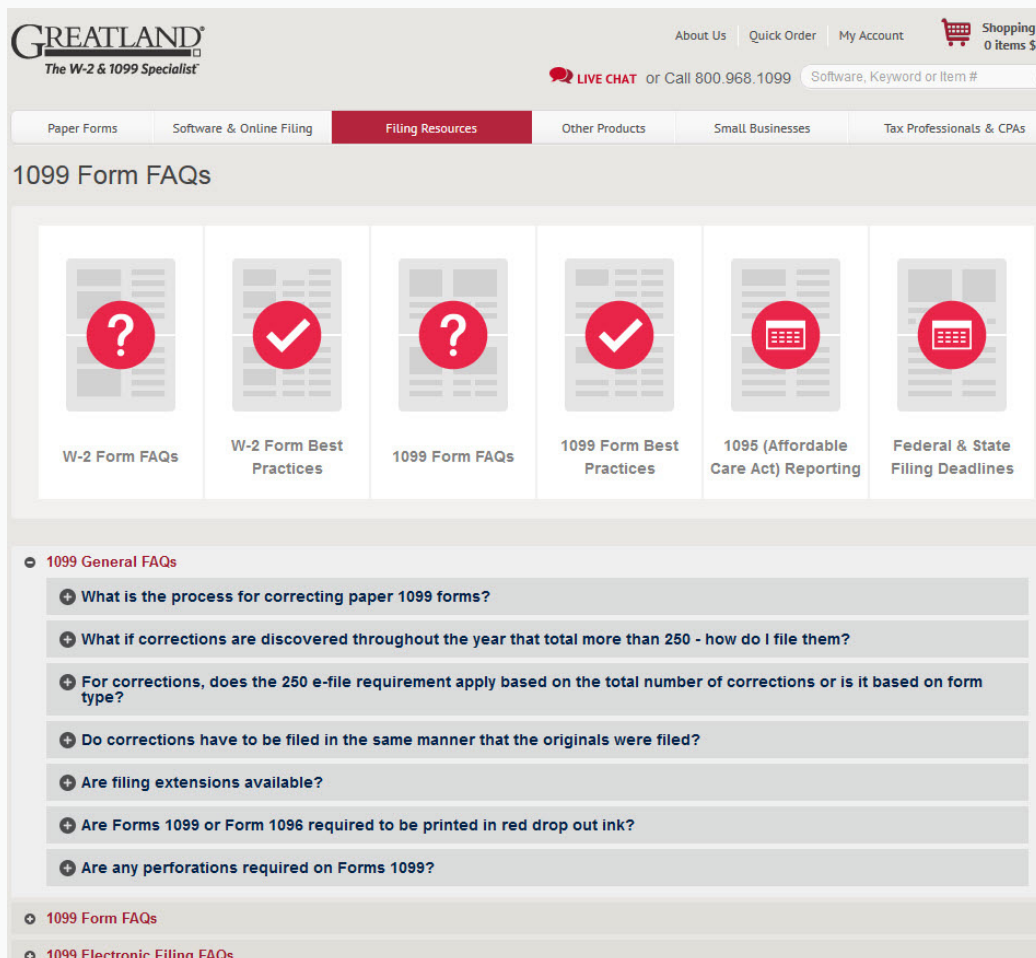 GREATLAND
The W-2 & 1099 Specialist
About Us
Quick Order
My Account
Shopping
0 items $
LIVE CHAT or Call 800.968.1099
Software, Keyword or Item #
Paper Forms
Software & Online Filing
Filing Resources
Other Products
Small Businesses
Tax Professionals & CPAs
1099 Form FAQs
W-2 Form FAQs
W-2 Form Best
Practices
1099 Form FAQs
1099 Form Best
Practices
1095 (Affordable
Care Act) Reporting
Federal & State
Filing Deadlines
1099 General FAQs
What is the process for correcting paper 1099 forms?
What if corrections are discovered throughout the year that total more than 250 - how do I file them?
For corrections, does the 250 e-file requirement apply based on the total number of corrections or is it based on form
type?
Do corrections have to be filed in the same manner that the originals were filed?
Are filing extensions available?
Are Forms 1099 or Form 1096 required to be printed in red drop out ink?
Are any perforations required on Forms 1099?
1099 Form FAQs
1099 Electronic Filing FAQs